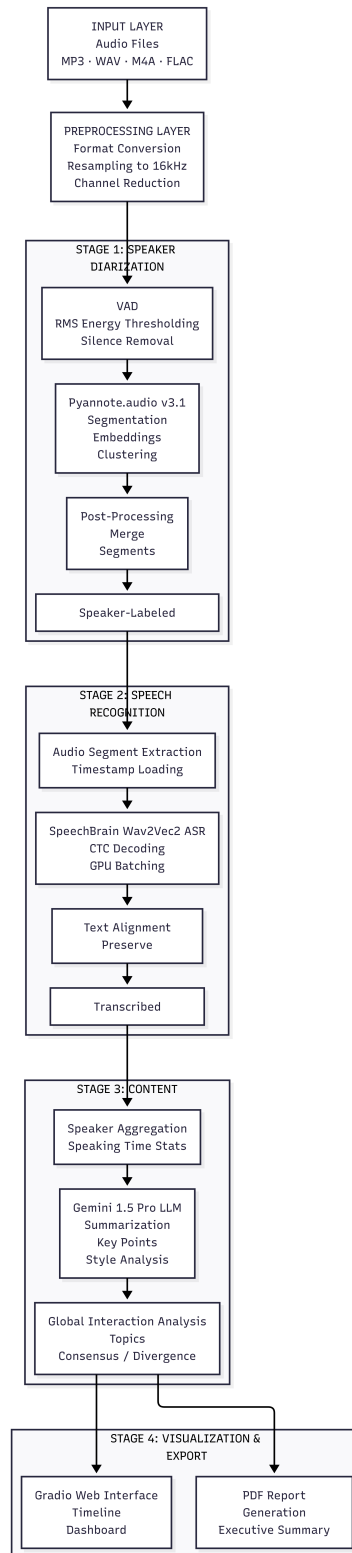 INPUT LAYER
Audio Files
MP3 · WAV · M4A · FLAC
PREPROCESSING LAYER
Format Conversion
Resampling to 16kHz
Channel Reduction
STAGE 1: SPEAKER
DIARIZATION
VAD
RMS Energy Thresholding
Silence Removal
Pyannote.audio v3.1
Segmentation
Embeddings
Clustering
Post-Processing
Merge
Segments
Speaker-Labeled
STAGE 2: SPEECH
RECOGNITION
Audio Segment Extraction
Timestamp Loading
SpeechBrain Wav2Vec2 ASR
CTC Decoding
GPU Batching
Text Alignment
Preserve
Transcribed
STAGE 3: CONTENT
Speaker Aggregation
Speaking Time Stats
Gemini 1.5 Pro LLM
Summarization
Key Points
Style Analysis
Global Interaction Analysis
Topics
Consensus / Divergence
STAGE 4: VISUALIZATION &
EXPORT
Gradio Web Interface
Timeline
Dashboard
PDF Report
Generation
Executive Summary